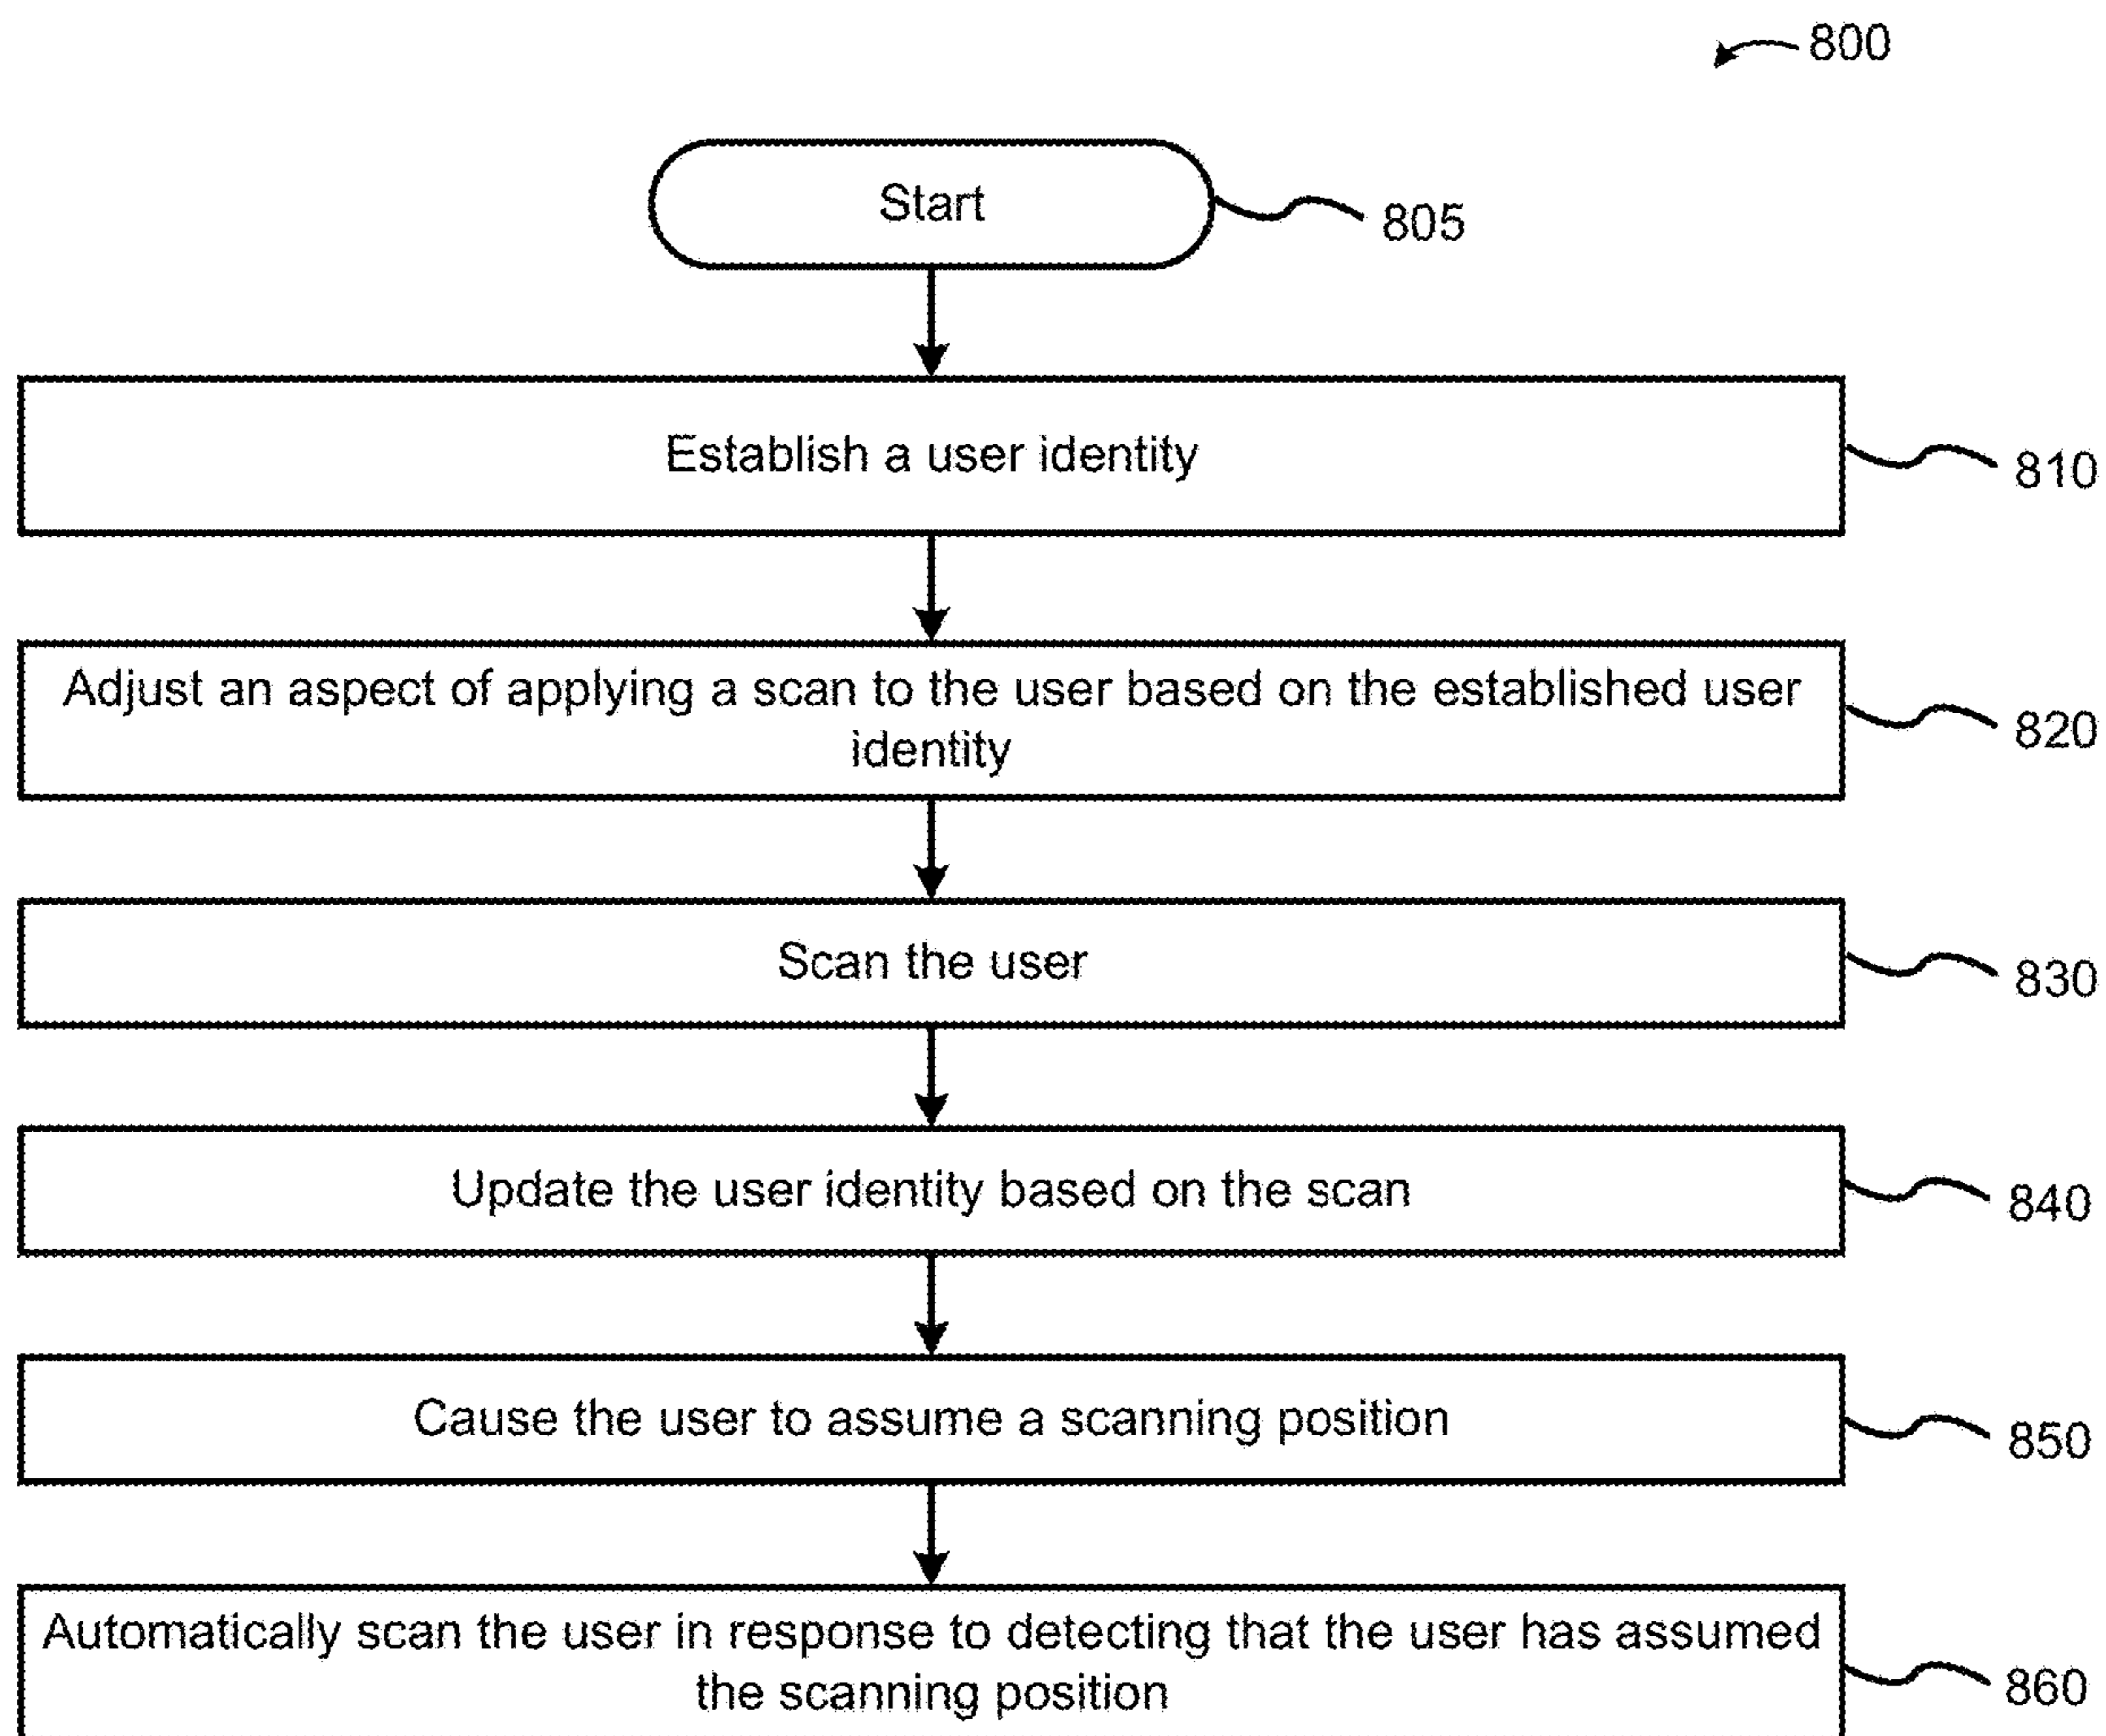 800
Start
805
Establish a user identity
810
Adjust an aspect of applying a scan to the user based on the established user
identity
820
Scan the user
830
Update the user identity based on the scan
840
Cause the user to assume a scanning position
850
Automatically scan the user in response to detecting that the user has assumed
the scanning position
860